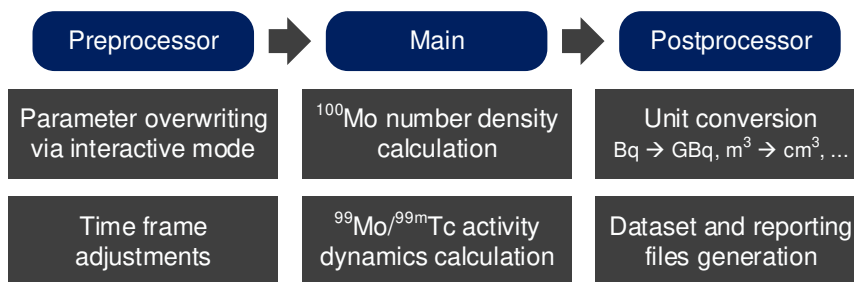 Preprocessor
Main
Postprocessor
Parameter overwriting
via interactive mode
¹⁰⁰Mo number density
calculation
Unit conversion
Bq → GBq, m³ → cm³, ...
Time frame
adjustments
⁹⁹Mo/⁹⁹ᵐTc activity
dynamics calculation
Dataset and reporting
files generation